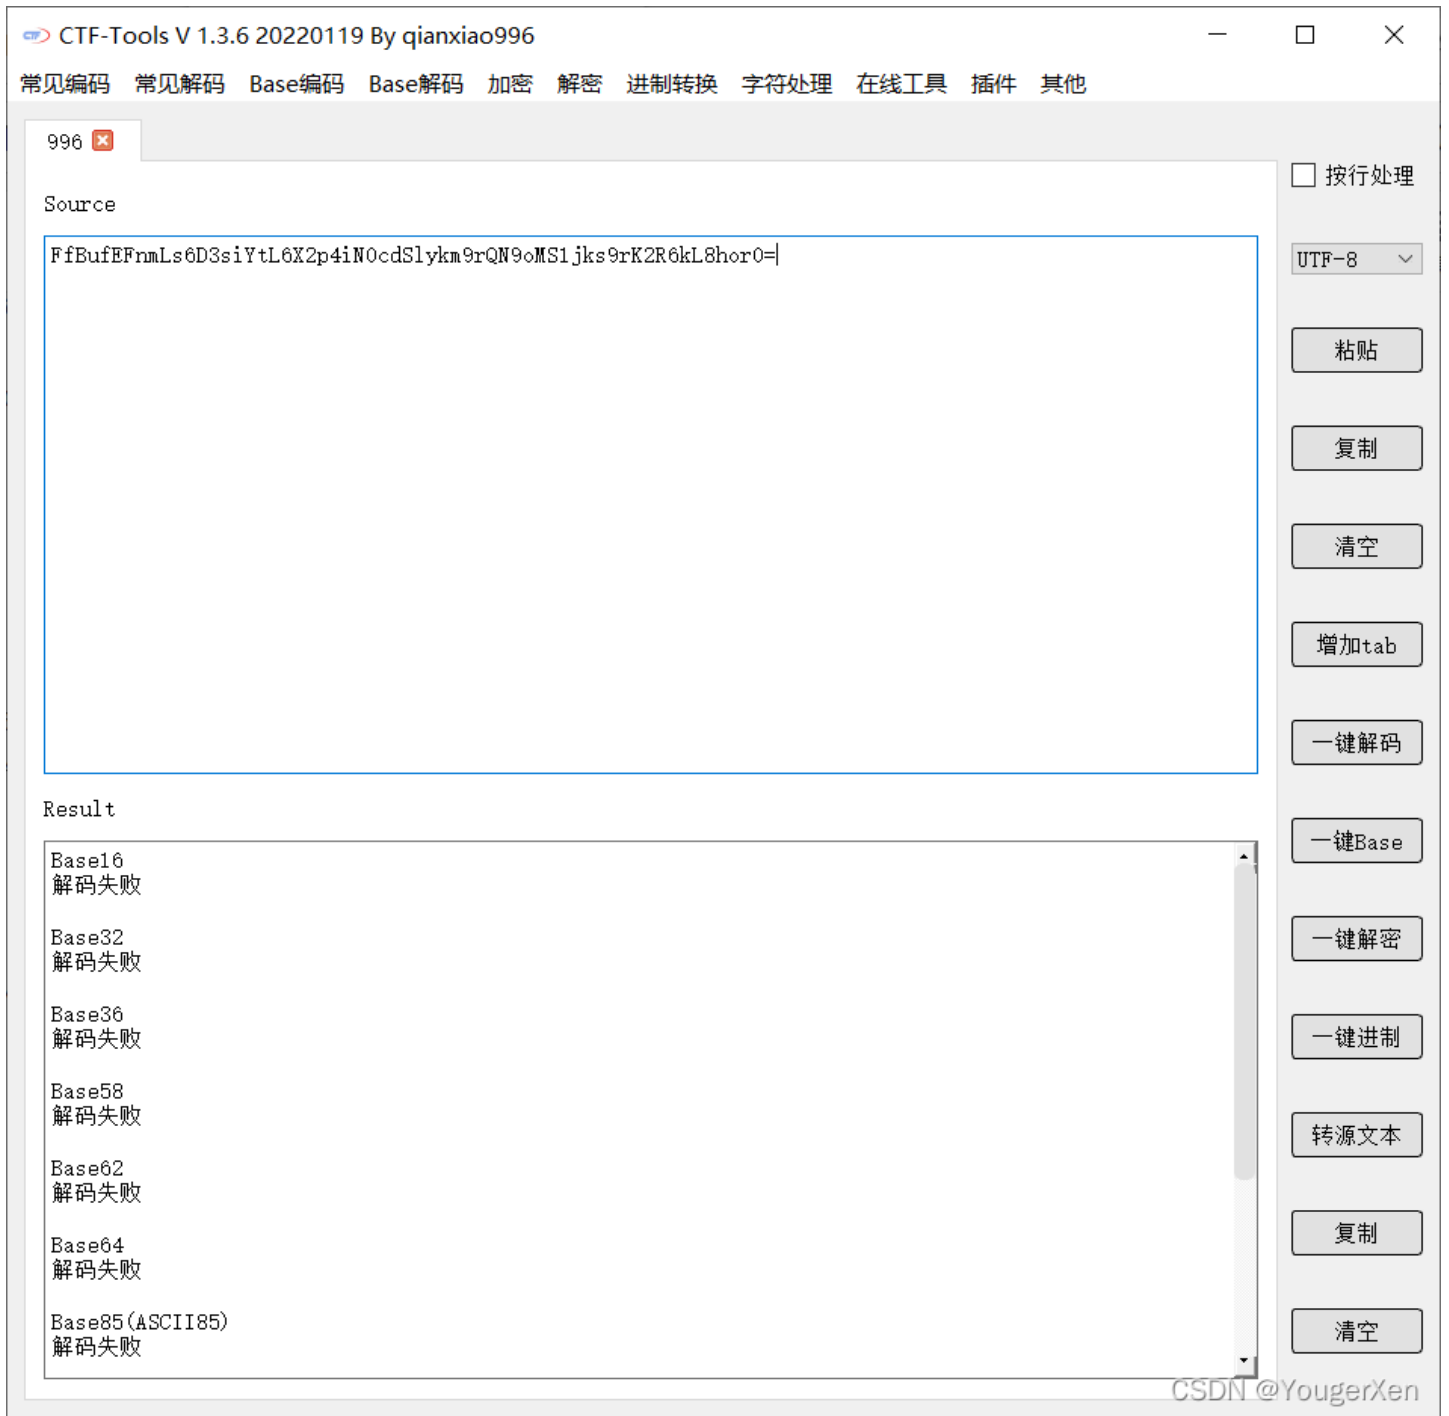 CTF-Tools V 1.3.6 20220119 By qianxiao996
常见编码 常见解码 Base编码 Base解码 加密 解密 进制转换 字符处理 在线工具 插件 其他
996
按行处理
Source
FfBufEFnmLs6D3siYtL6X2p4iN0cdSlykm9rQN9oMS1jks9rK2R6kL8hor0=
UTF-8
粘贴
复制
清空
增加tab
一键解码
Result
Base16
解码失败
Base32
解码失败
Base36
解码失败
Base58
解码失败
Base62
解码失败
Base64
解码失败
Base85(ASCII85)
解码失败
一键Base
一键解密
一键进制
转源文本
复制
清空
CSDN @YougerXen